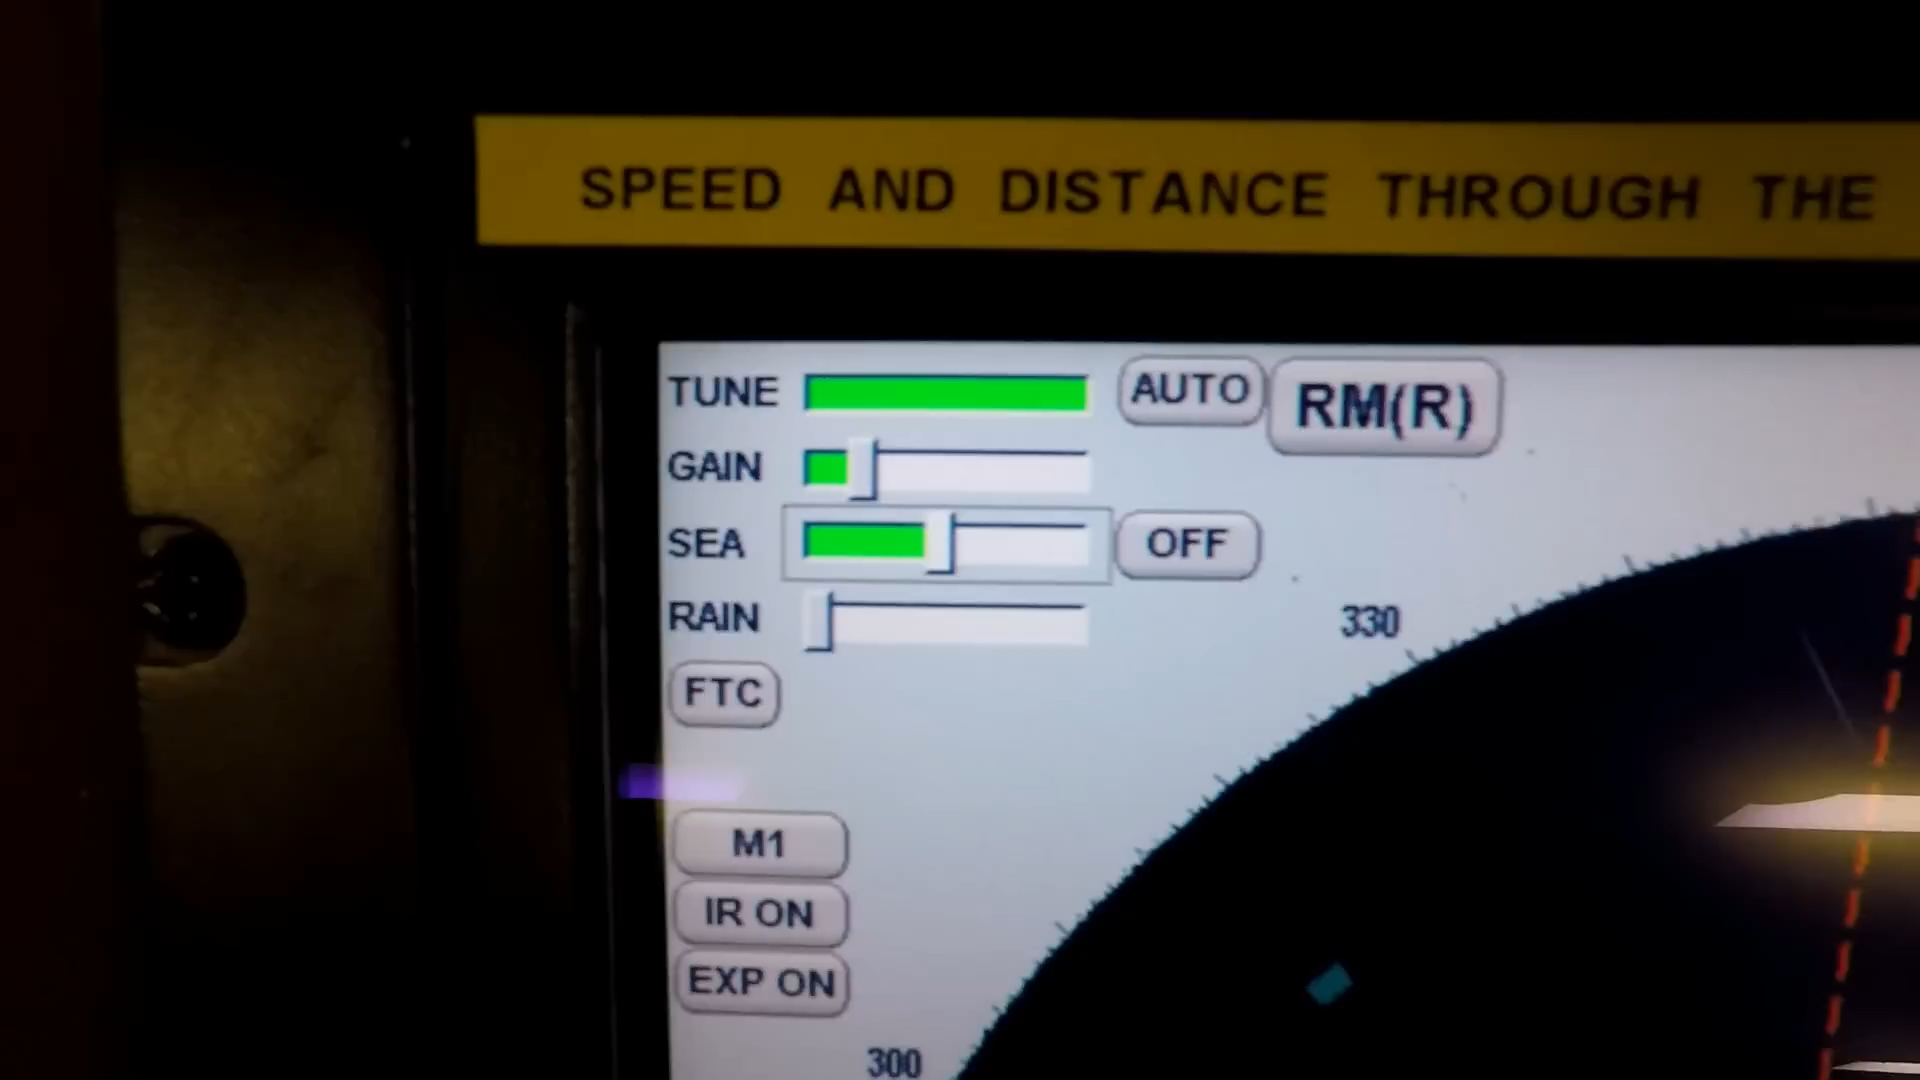 SPEED AND DISTANCE THROUGH THE
TUNE AUTO RM(R)
GAIN
SEA OFF
RAIN
330
FTC
M1
IR ON
EXP ON
300